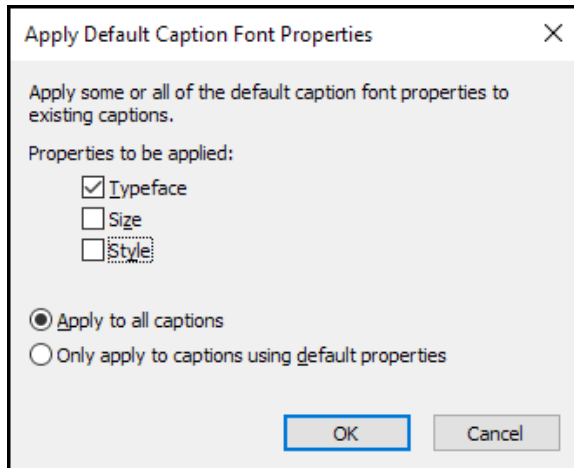 Apply Default Caption Font Properties
Apply some or all of the default caption font properties to
existing captions.
Properties to be applied:
Typeface
Size
Style
Apply to all captions
Only apply to captions using default properties
OK
Cancel